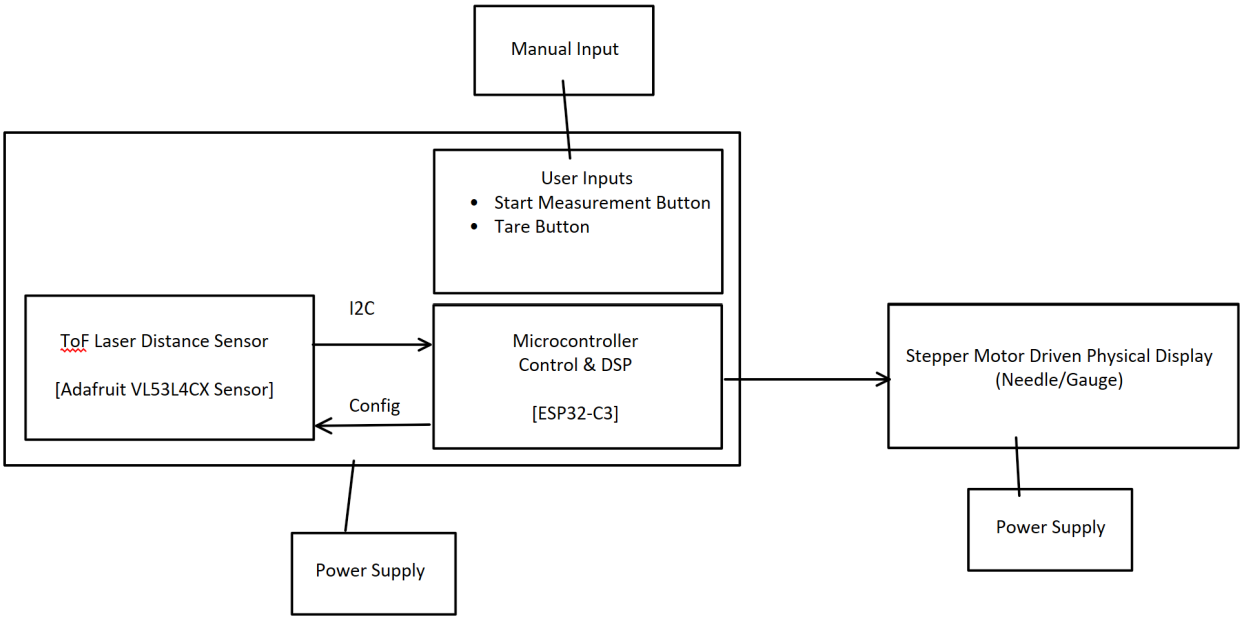 Manual Input
User Inputs
• Start Measurement Button
• Tare Button
I2C
ToF Laser Distance Sensor
[Adafruit VL53L4CX Sensor]
Config
Microcontroller
Control & DSP
[ESP32-C3]
Stepper Motor Driven Physical Display
(Needle/Gauge)
Power Supply
Power Supply